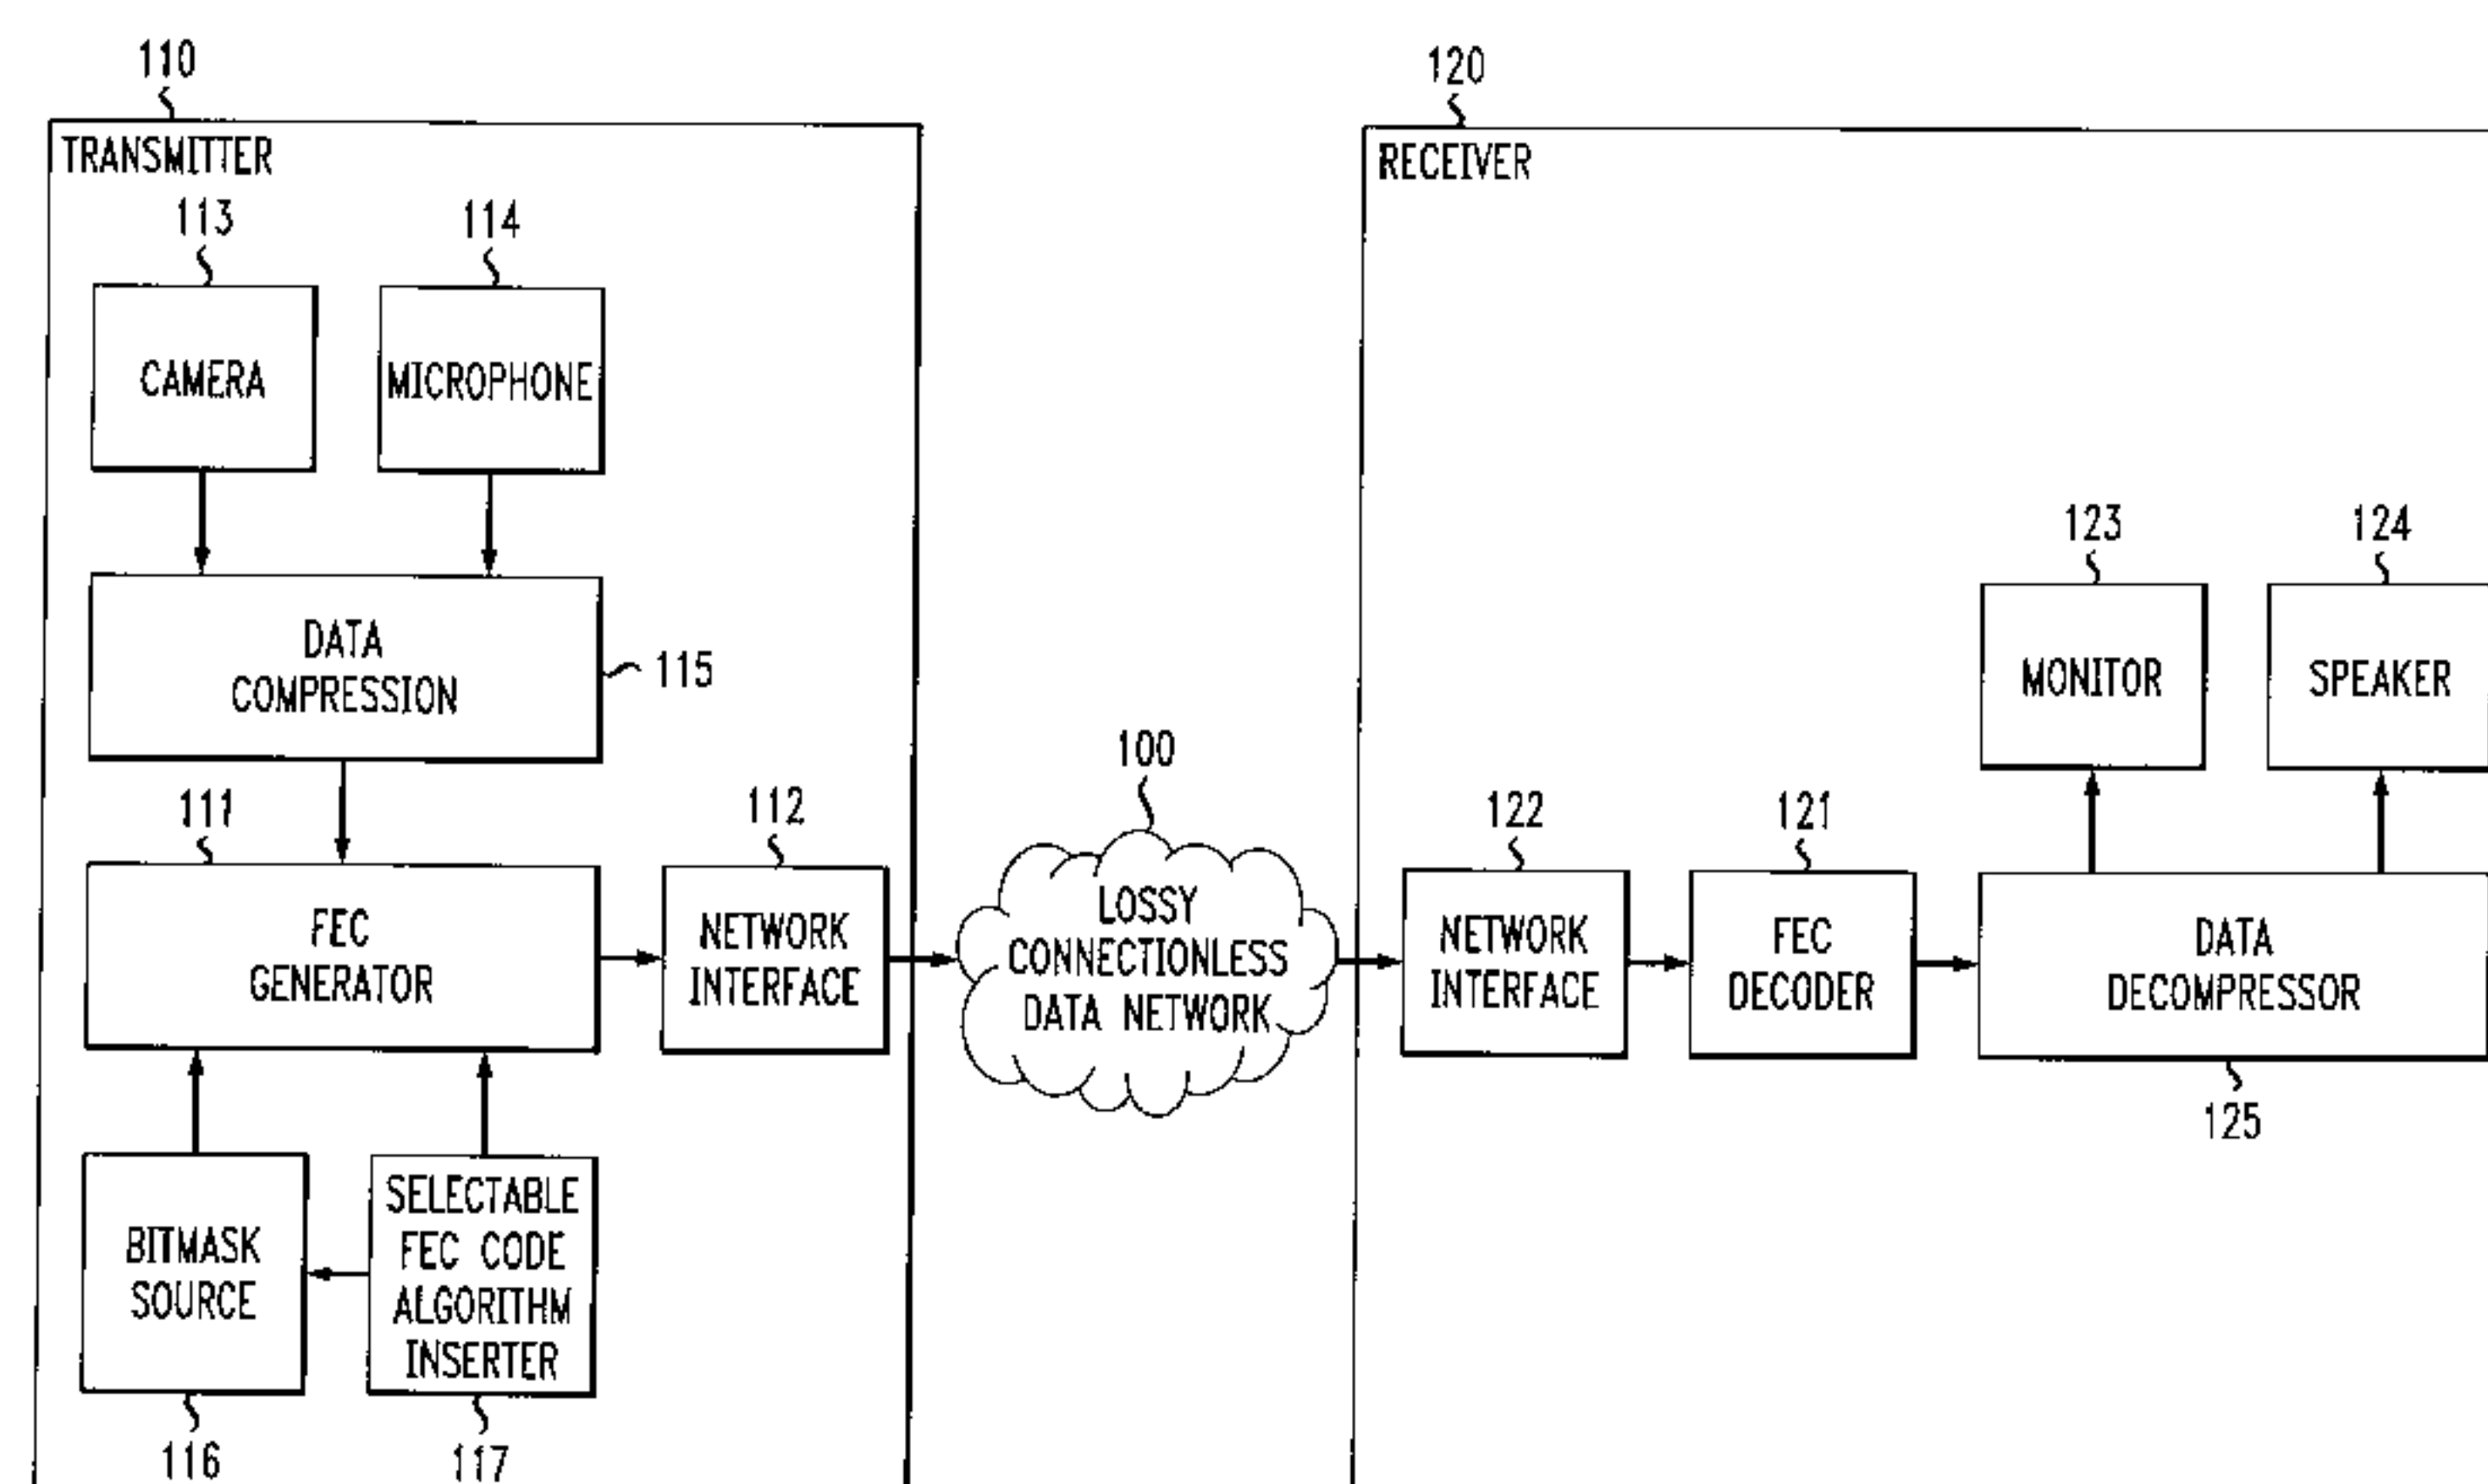 110
TRANSMITTER
113
114
CAMERA
MICROPHONE
DATA
COMPRESSION
115
111
112
FEC
GENERATOR
NETWORK
INTERFACE
BITMASK
SOURCE
SELECTABLE
FEC CODE
ALGORITHM
INSERTER
116
117
100
LOSSY
CONNECTIONLESS
DATA NETWORK
120
RECEIVER
123
124
MONITOR
SPEAKER
122
121
NETWORK
INTERFACE
FEC
DECODER
DATA
DECOMPRESSOR
125